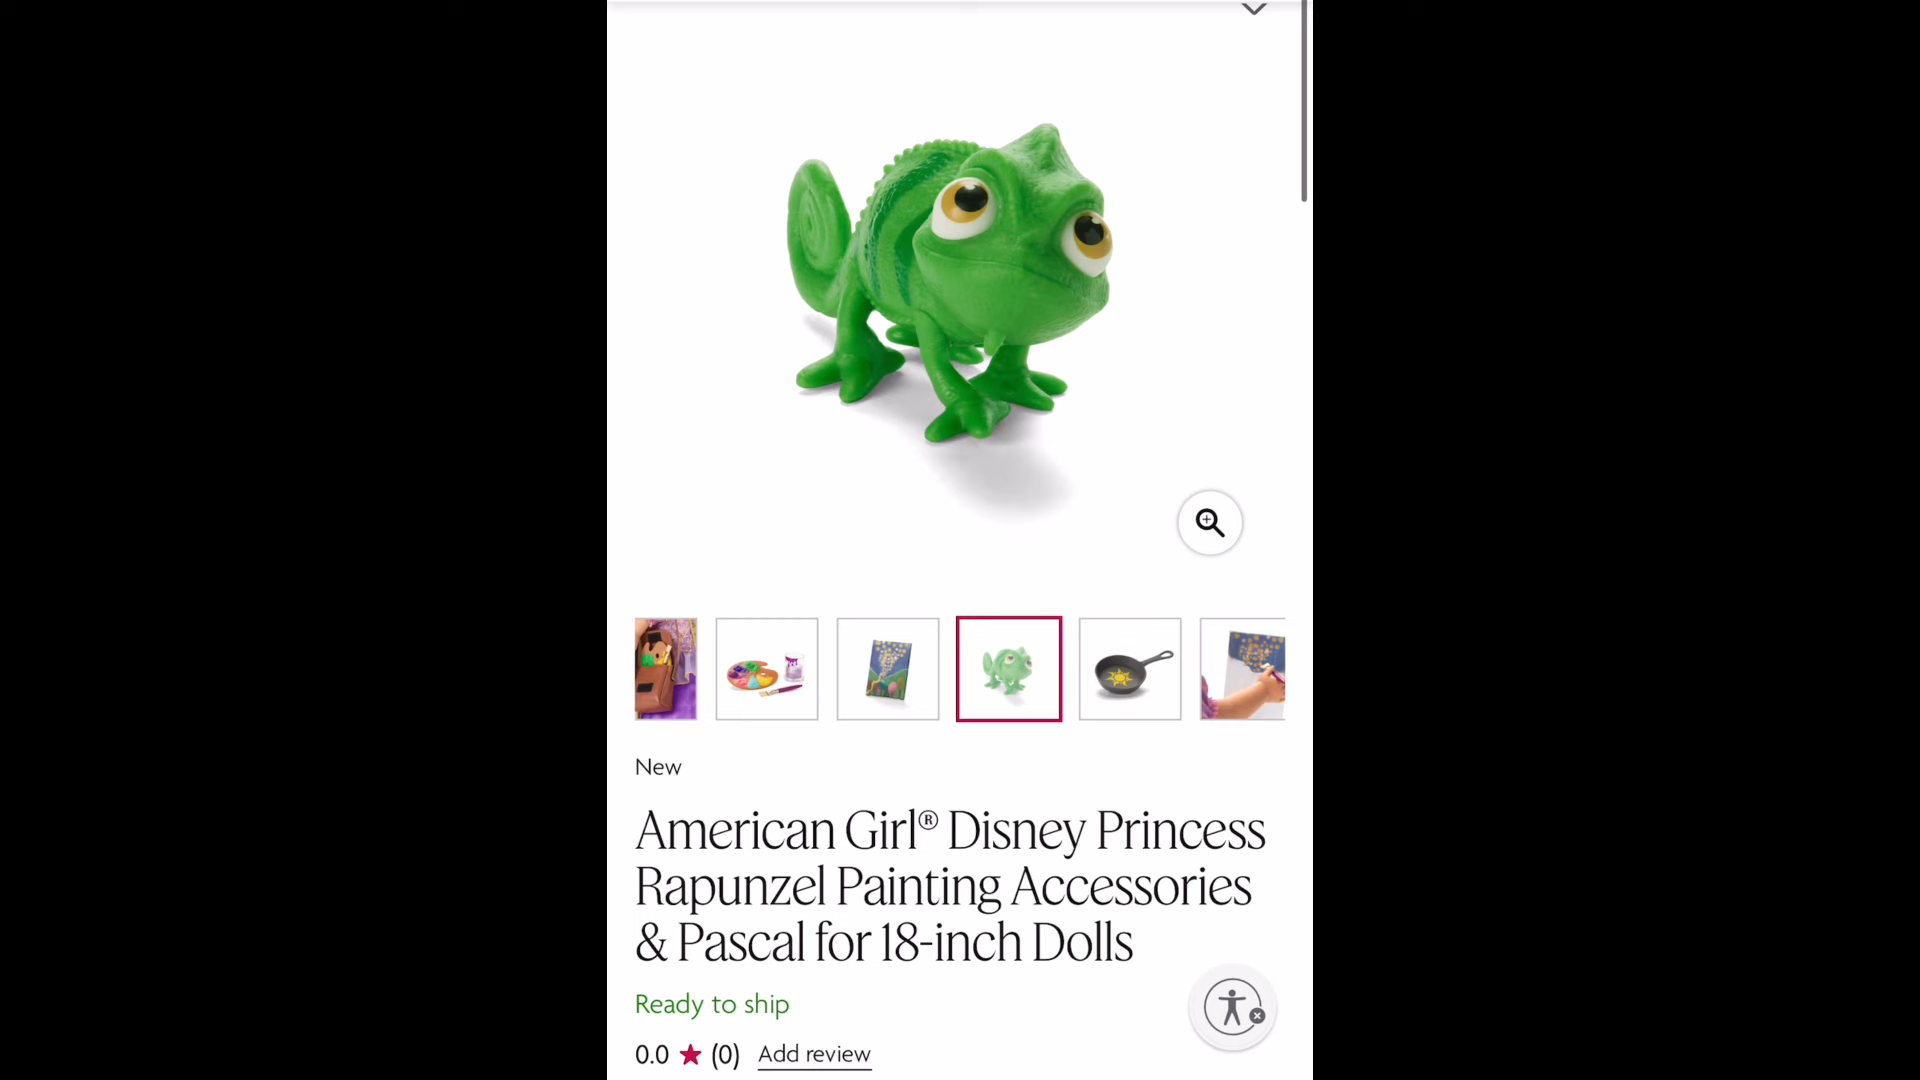 New
American Girl® Disney Princess
Rapunzel Painting Accessories
& Pascal for 18-inch Dolls
Ready to ship
0.0 ★ (0) Add review